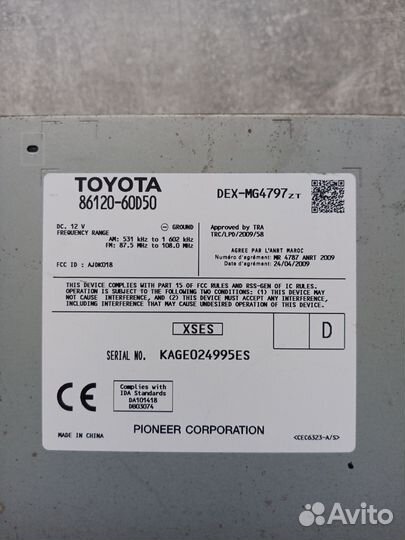 TOYOTA
86120-60D50
DEX-MG4797ZT
DC. 12 V ⊖ GROUND
FREQUENCY RANGE
AM: 531 kHz to 1 602 kHz
FM: 87.5 MHz to 108.0 MHz
FCC ID : AJDK018
Approved by TRA
TRC/LPD/2009/58
AGREE PAR L'ANRT MAROC
Numéro d'agrément: MR 4787 ANRT 2009
Date d'agrément: 24/04/2009
THIS DEVICE COMPLIES WITH PART 15 OF FCC RULES AND RSS-GEN OF IC RULES.
OPERATION IS SUBJECT TO THE FOLLOWING TWO CONDITIONS: (1) THIS DEVICE MAY
NOT CAUSE INTERFERENCE, AND (2) THIS DEVICE MUST ACCEPT ANY INTERFERENCE,
INCLUDING INTERFERENCE THAT MAY CAUSE UNDESIRED OPERATION OF THIS DEVICE.
XSES
D
SERIAL NO. KAGE024995ES
CE
Complies with
IDA Standards
DA101418
DB03074
MADE IN CHINA
PIONEER CORPORATION
<CEC6323-A/S>
Avito